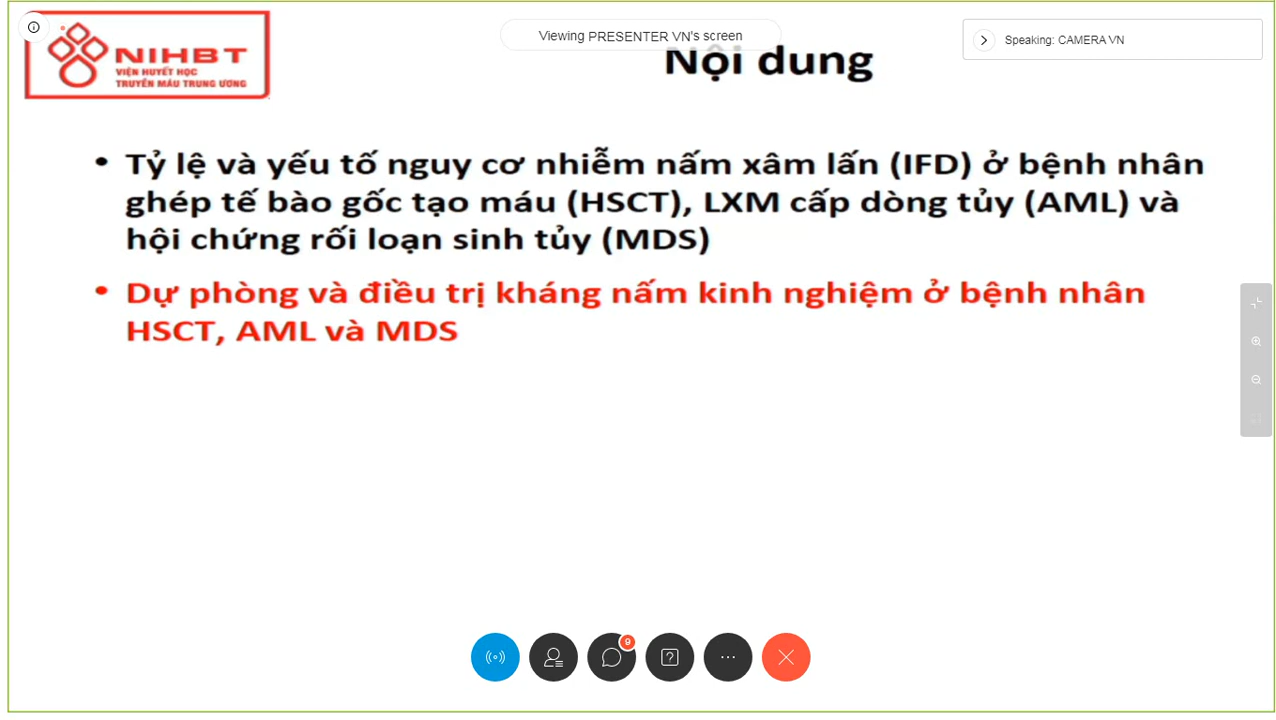 NIHBT
VIỆN HUYẾT HỌC
TRUYỀN MÁU TRUNG ƯƠNG
Viewing PRESENTER VN's screen
Speaking: CAMERA VN
Nội dung
• Tỷ lệ và yếu tố nguy cơ nhiễm nấm xâm lấn (IFD) ở bệnh nhân
ghép tế bào gốc tạo máu (HSCT), LXM cấp dòng tủy (AML) và
hội chứng rối loạn sinh tủy (MDS)
• Dự phòng và điều trị kháng nấm kinh nghiệm ở bệnh nhân
HSCT, AML và MDS
9